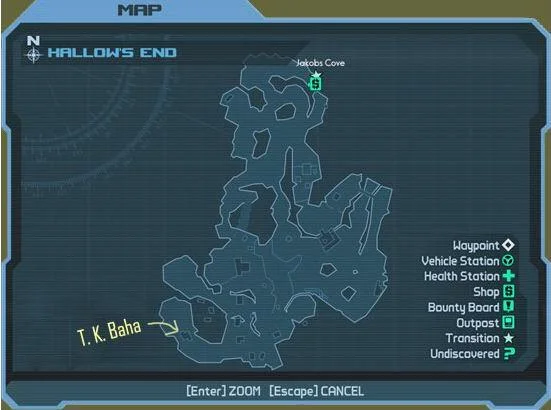 MAP
N
HALLOW'S END
Jakobs Cove
Waypoint
Vehicle Station
Health Station
Shop
Bounty Board
Outpost
Transition
Undiscovered
T. K. Baha
[Enter] ZOOM [Escape] CANCEL